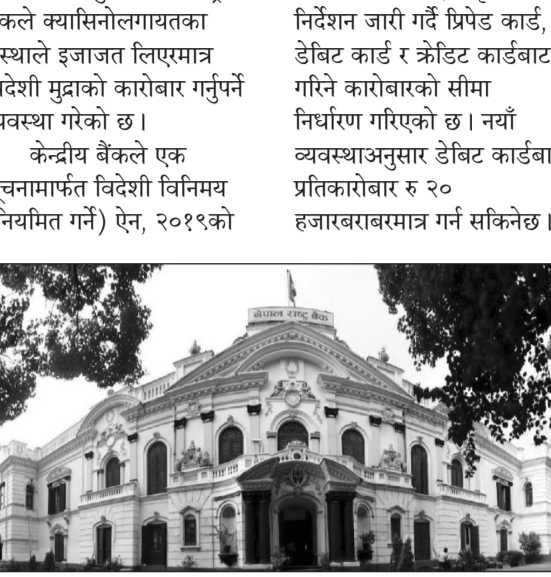 कले क्यासिनोलगायतका
स्थाले इजाजत लिएरमात्र
देशी मुद्राको कारोबार गर्नुपर्ने
यवस्था गरेको छ।
केन्द्रीय बैंकले एक
चनामार्फत विदेशी विनिमय
नियमित गर्ने) ऐन, २०१९को
निर्देशन जारी गर्दै प्रिपेड कार्ड,
डेबिट कार्ड र क्रेडिट कार्डबाट
गरिने कारोबारको सीमा
निर्धारण गरिएको छ। नयाँ
व्यवस्थाअनुसार डेबिट कार्डबा
प्रतिकारोबार रु २०
हजारबराबरमात्र गर्न सकिनेछ।
नेपाल राष्ट्र बैंक